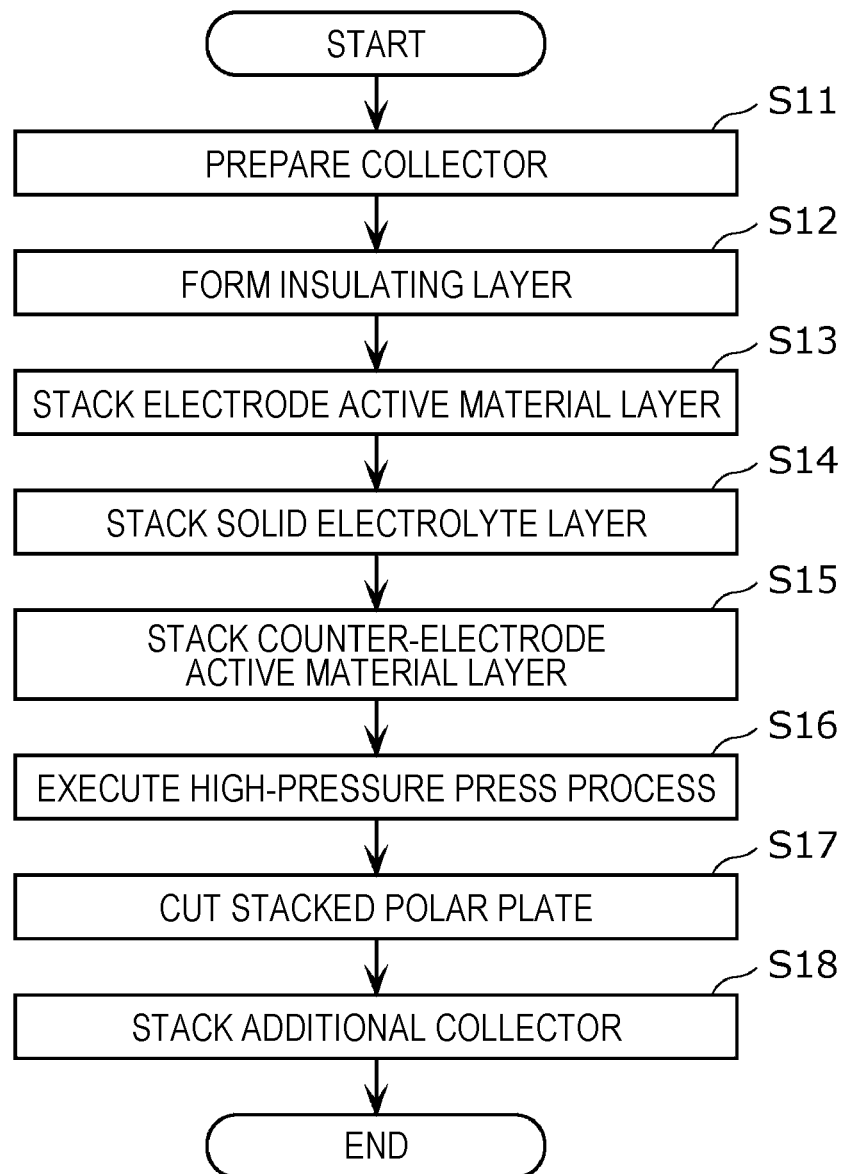 START
S11
PREPARE COLLECTOR
S12
FORM INSULATING LAYER
S13
STACK ELECTRODE ACTIVE MATERIAL LAYER
S14
STACK SOLID ELECTROLYTE LAYER
S15
STACK COUNTER-ELECTRODE
ACTIVE MATERIAL LAYER
S16
EXECUTE HIGH-PRESSURE PRESS PROCESS
S17
CUT STACKED POLAR PLATE
S18
STACK ADDITIONAL COLLECTOR
END